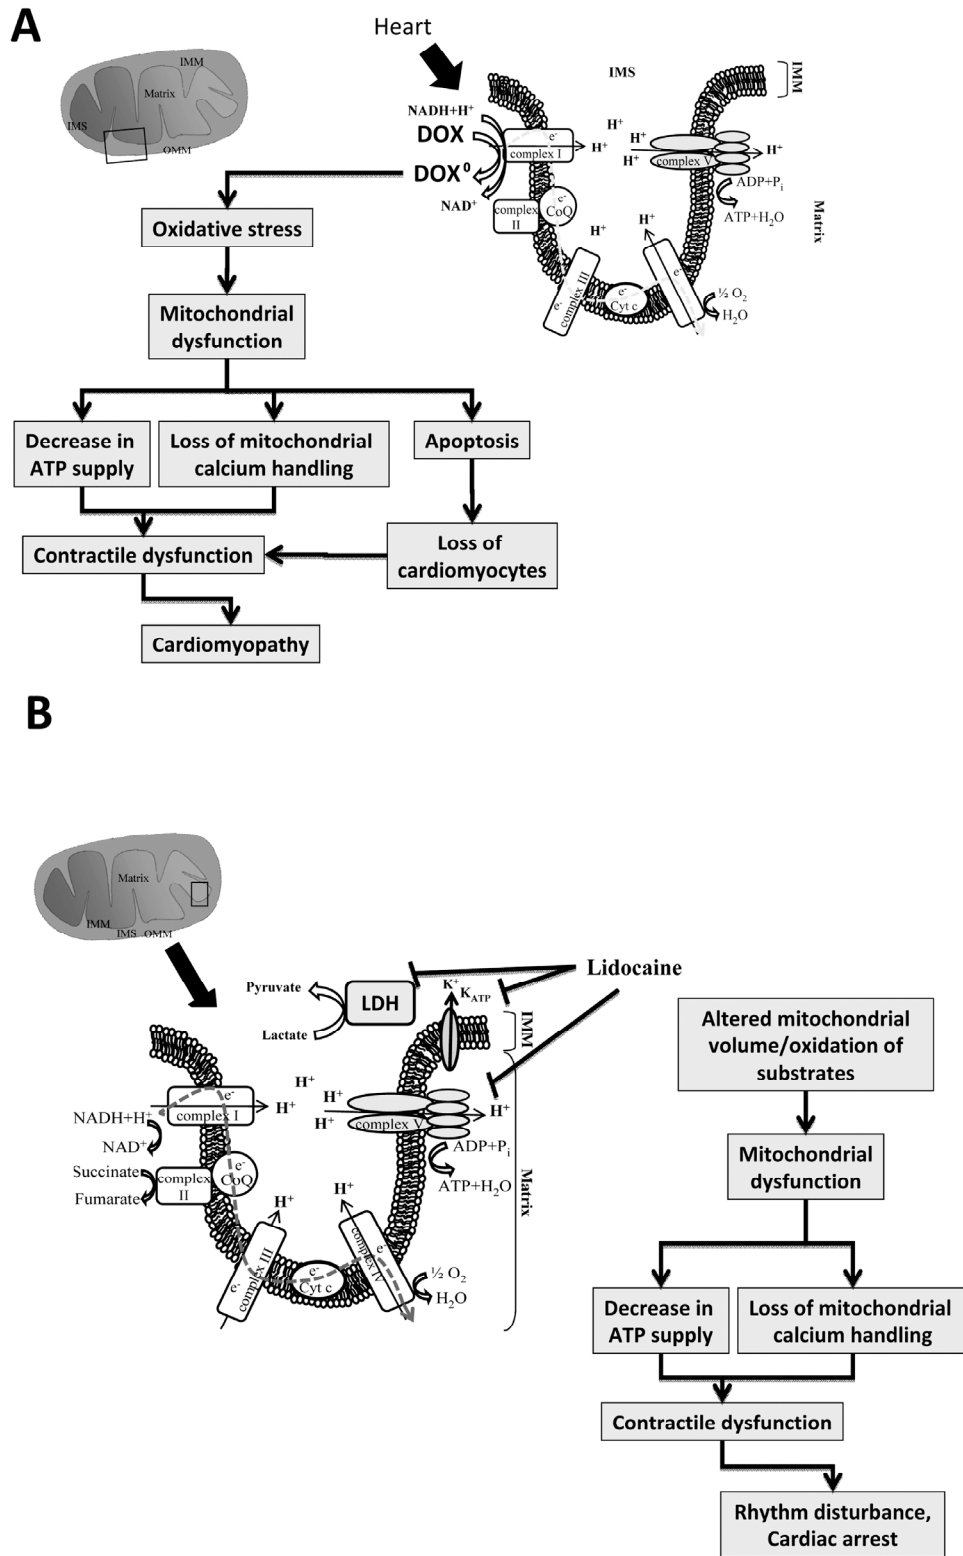 A
Heart
IMM
Matrix
IMS
OMM
IMS
IMM
NADH+H⁺
DOX
DOX⁰
NAD⁺
e⁻
complex I
H⁺
H⁺
H⁺
H⁺
complex V
H⁺
ADP+Pᵢ
ATP+H₂O
Matrix
complex
II
e⁻
CoQ
H⁺
H⁺
e⁻
complex III
e⁻
Cyt c
e⁻
½ O₂
H₂O
Oxidative stress
Mitochondrial
dysfunction
Decrease in
ATP supply
Loss of mitochondrial
calcium handling
Apoptosis
Contractile dysfunction
Loss of
cardiomyocytes
Cardiomyopathy
B
Matrix
IMM
IMS
OMM
Pyruvate
LDH
Lactate
K⁺
K_ATP
Lidocaine
IMM
NADH+H⁺
NAD⁺
e⁻
complex I
H⁺
H⁺
H⁺
H⁺
complex V
H⁺
ADP+Pᵢ
ATP+H₂O
Matrix
Succinate
Fumarate
complex
II
e⁻
CoQ
H⁺
H⁺
e⁻
complex III
e⁻
Cyt c
e⁻
complex IV
½ O₂
H₂O
Altered mitochondrial
volume/oxidation of
substrates
Mitochondrial
dysfunction
Decrease in
ATP supply
Loss of mitochondrial
calcium handling
Contractile dysfunction
Rhythm disturbance,
Cardiac arrest